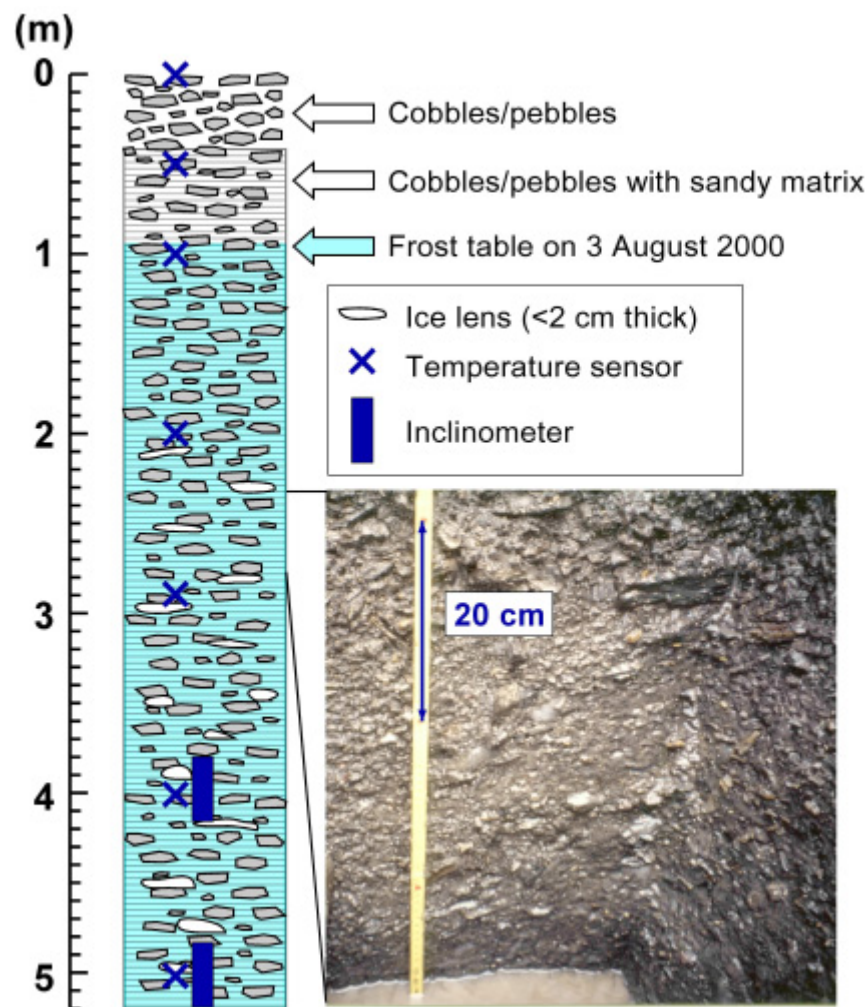 (m)
0
Cobbles/pebbles
Cobbles/pebbles with sandy matrix
1
Frost table on 3 August 2000
Ice lens (<2 cm thick)
Temperature sensor
Inclinometer
2
20 cm
3
4
5